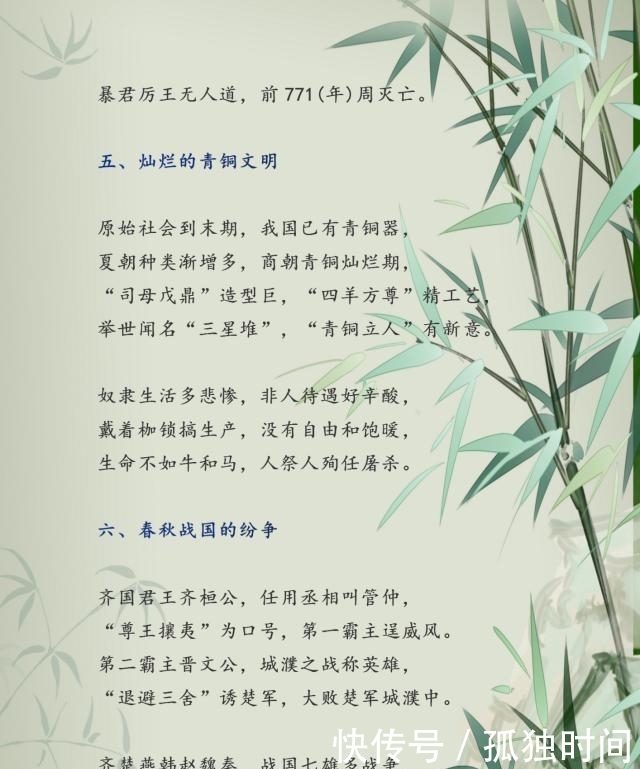 暴君厉王无人道，前771(年)周灭亡。
五、灿烂的青铜文明
原始社会到末期，我国已有青铜器，
夏朝种类渐增多，商朝青铜灿烂期，
“司母戊鼎”造型巨，“四羊方尊”精工艺，
举世闻名“三星堆”，“青铜立人”有新意。
奴隶生活多悲惨，非人待遇好辛酸，
戴着枷锁搞生产，没有自由和饱暖，
生命不如牛和马，人祭人殉任屠杀。
六、春秋战国的纷争
齐国君王齐桓公，任用丞相叫管仲，
“尊王攘夷”为口号，第一霸主逞威风。
第二霸主晋文公，城濮之战称英雄，
“退避三舍”诱楚军，大败楚军城濮中。
齐楚燕韩赵魏秦，战国七雄多战争
快传号 / 孤独时间